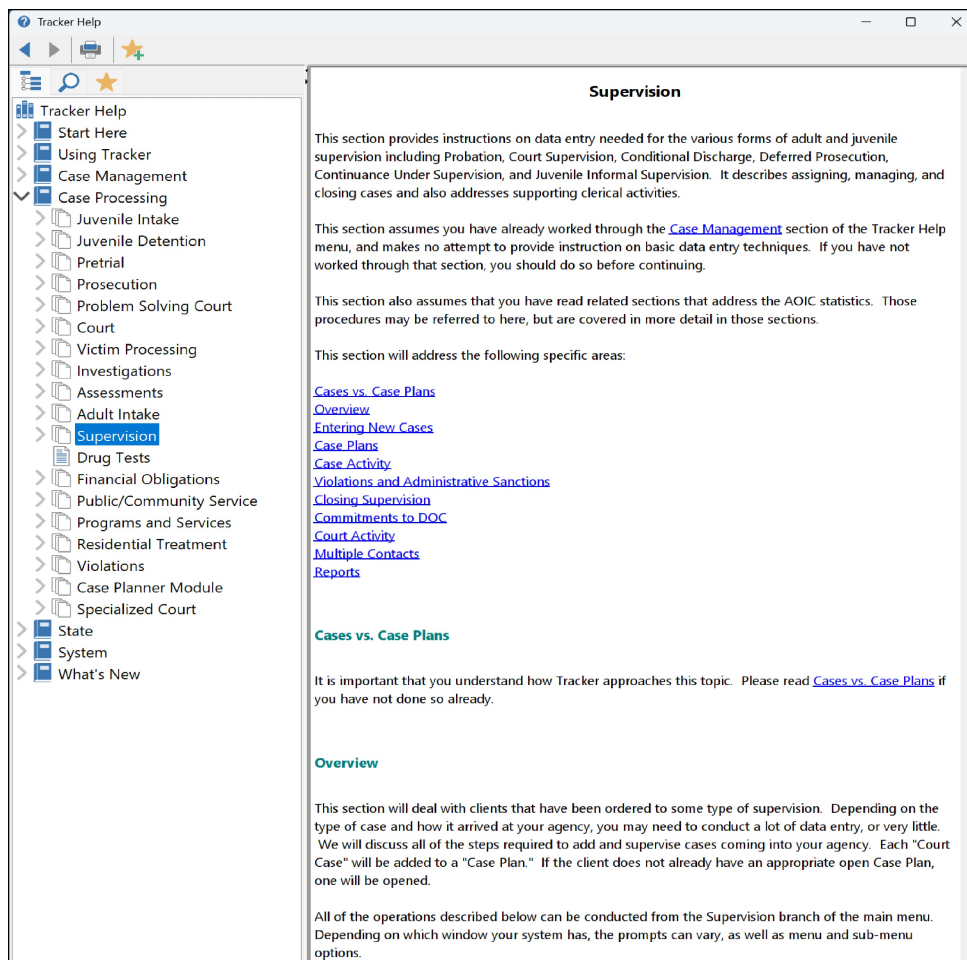 Tracker Help
Tracker Help
Start Here
Using Tracker
Case Management
Case Processing
Juvenile Intake
Juvenile Detention
Pretrial
Prosecution
Problem Solving Court
Court
Victim Processing
Investigations
Assessments
Adult Intake
Supervision
Drug Tests
Financial Obligations
Public/Community Service
Programs and Services
Residential Treatment
Violations
Case Planner Module
Specialized Court
State
System
What's New
Supervision
This section provides instructions on data entry needed for the various forms of adult and juvenile
supervision including Probation, Court Supervision, Conditional Discharge, Deferred Prosecution,
Continuance Under Supervision, and Juvenile Informal Supervision.  It describes assigning, managing, and
closing cases and also addresses supporting clerical activities.
This section assumes you have already worked through the Case Management section of the Tracker Help
menu, and makes no attempt to provide instruction on basic data entry techniques.  If you have not
worked through that section, you should do so before continuing.
This section also assumes that you have read related sections that address the AOIC statistics.  Those
procedures may be referred to here, but are covered in more detail in those sections.
This section will address the following specific areas:
Cases vs. Case Plans
Overview
Entering New Cases
Case Plans
Case Activity
Violations and Administrative Sanctions
Closing Supervision
Commitments to DOC
Court Activity
Multiple Contacts
Reports
Cases vs. Case Plans
It is important that you understand how Tracker approaches this topic.  Please read Cases vs. Case Plans if
you have not done so already.
Overview
This section will deal with clients that have been ordered to some type of supervision.  Depending on the
type of case and how it arrived at your agency, you may need to conduct a lot of data entry, or very little.
We will discuss all of the steps required to add and supervise cases coming into your agency.  Each "Court
Case" will be added to a "Case Plan."  If the client does not already have an appropriate open Case Plan,
one will be opened.
All of the operations described below can be conducted from the Supervision branch of the main menu.
Depending on which window your system has, the prompts can vary, as well as menu and sub-menu
options.